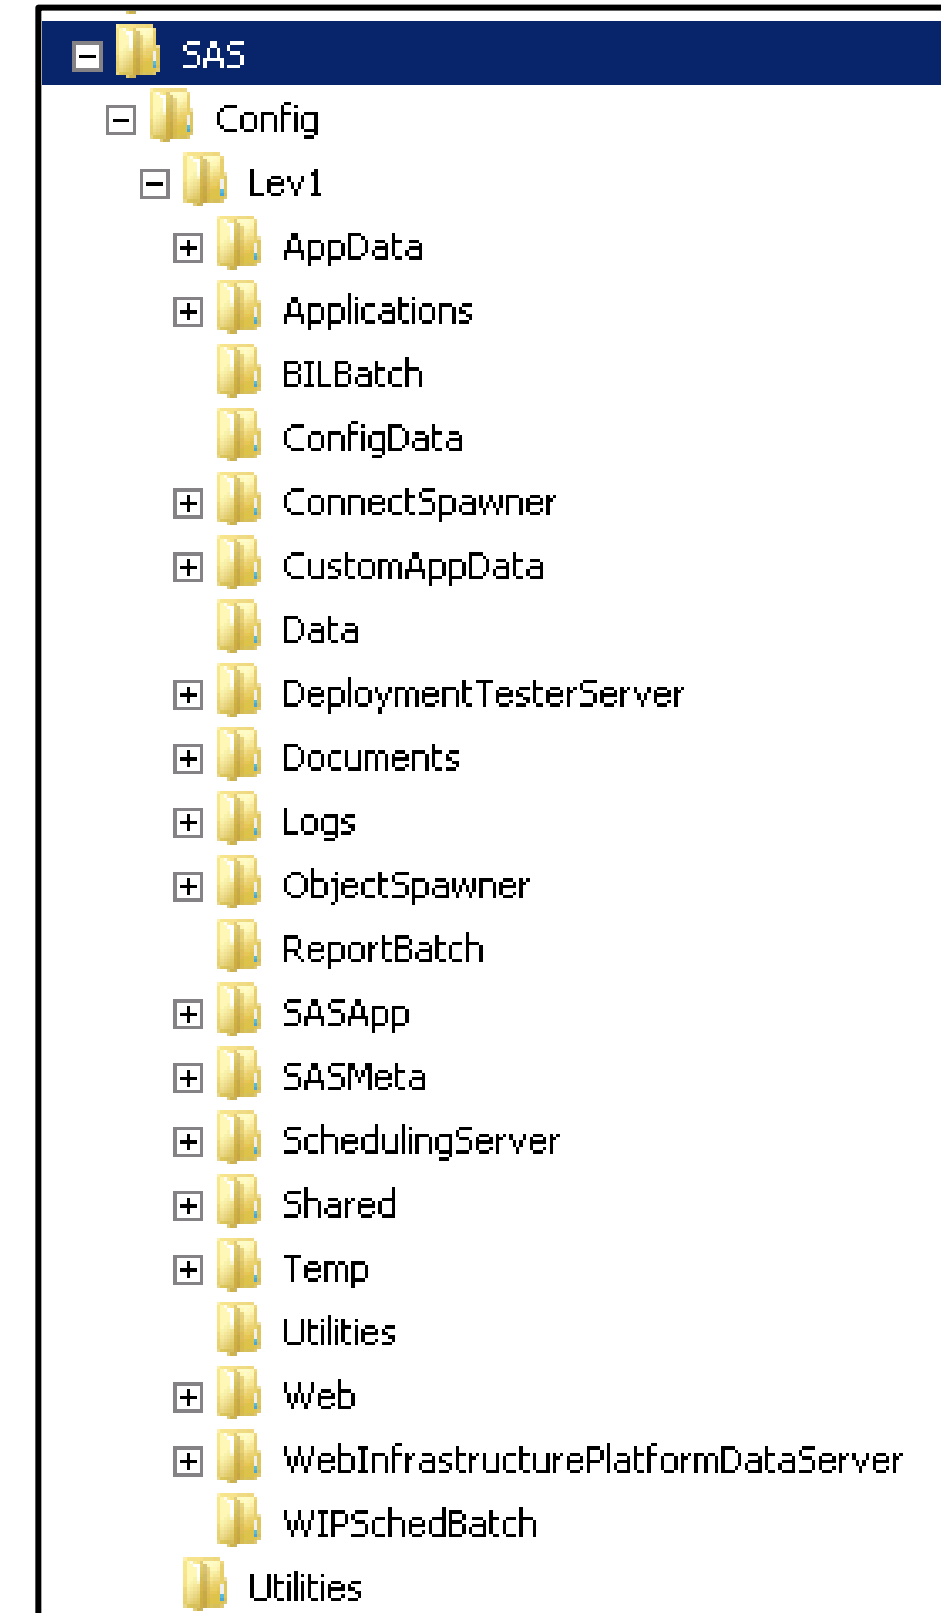 SAS
Config
Lev1
AppData
Applications
BILBatch
ConfigData
ConnectSpawner
CustomAppData
Data
DeploymentTesterServer
Documents
Logs
ObjectSpawner
ReportBatch
SASApp
SASMeta
SchedulingServer
Shared
Temp
Utilities
Web
WebInfrastructurePlatformDataServer
WIPSchedBatch
Utilities